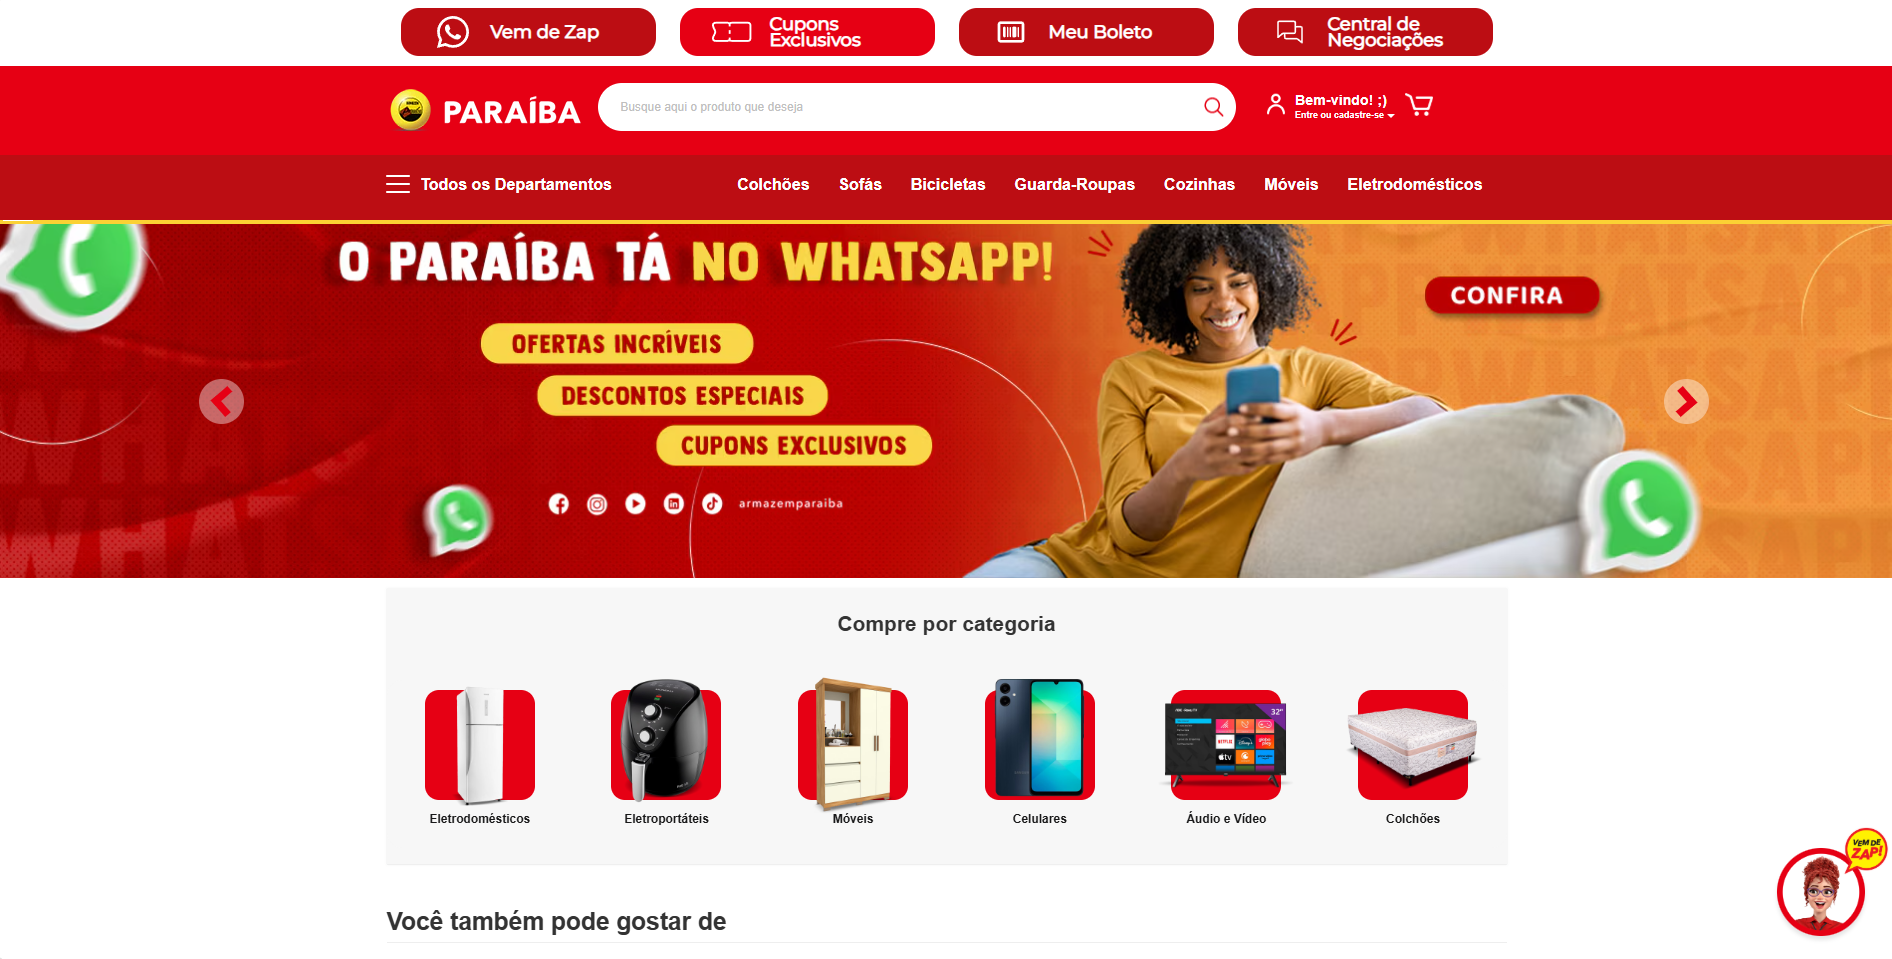 Vem de Zap
Cupons
Exclusivos
Meu Boleto
Central de
Negociações
PARAÍBA
Busque aqui o produto que deseja
Bem-vindo! ;)
Entre ou cadastre-se
Todos os Departamentos
Colchões
Sofás
Bicicletas
Guarda-Roupas
Cozinhas
Móveis
Eletrodomésticos
O PARAÍBA TÁ NO WHATSAPP!
CONFIRA
OFERTAS INCRÍVEIS
DESCONTOS ESPECIAIS
CUPONS EXCLUSIVOS
armazemparaiba
Compre por categoria
32"
Eletrodomésticos
Eletroportáteis
Móveis
Celulares
Áudio e Vídeo
Colchões
VEM DE
ZAP!
Você também pode gostar de